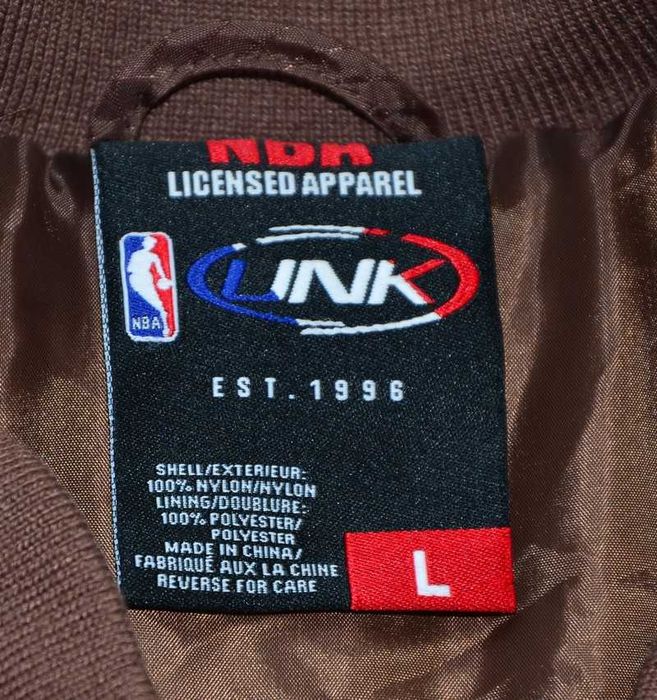 NBA
LICENSED APPAREL
NBA
UNK
EST. 1996
SHELL/EXTERIEUR:
100% NYLON/NYLON
LINING/DOUBLURE:
100% POLYESTER/
POLYESTER
MADE IN CHINA/
FABRIQUÉ AUX LA CHINE
REVERSE FOR CARE
L